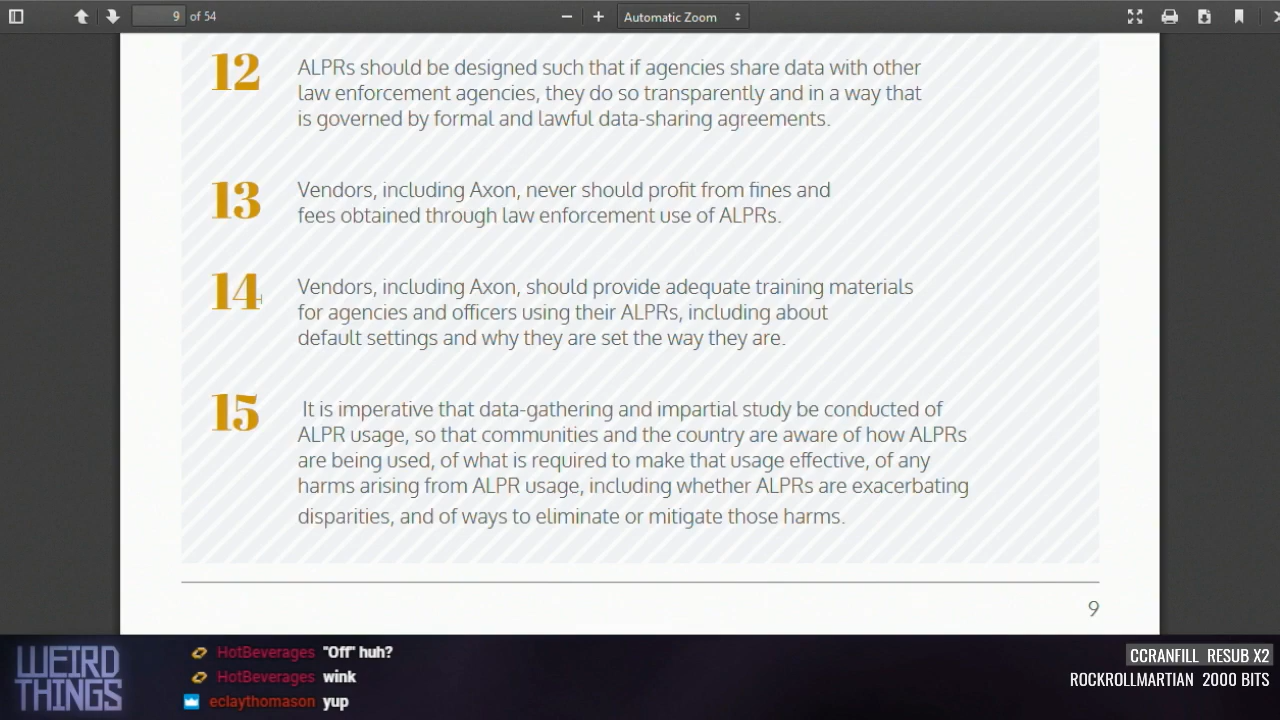 9 of 54
Automatic Zoom
12
ALPRs should be designed such that if agencies share data with other
law enforcement agencies, they do so transparently and in a way that
is governed by formal and lawful data-sharing agreements.
13
Vendors, including Axon, never should profit from fines and
fees obtained through law enforcement use of ALPRs.
14
Vendors, including Axon, should provide adequate training materials
for agencies and officers using their ALPRs, including about
default settings and why they are set the way they are.
15
It is imperative that data-gathering and impartial study be conducted of
ALPR usage, so that communities and the country are aware of how ALPRs
are being used, of what is required to make that usage effective, of any
harms arising from ALPR usage, including whether ALPRs are exacerbating
disparities, and of ways to eliminate or mitigate those harms.
9
WEIRD
THINGS
HotBeverages "Off" huh?
HotBeverages wink
eclaythomason yup
CCRANFILL RESUB X2
ROCKROLLMARTIAN 2000 BITS